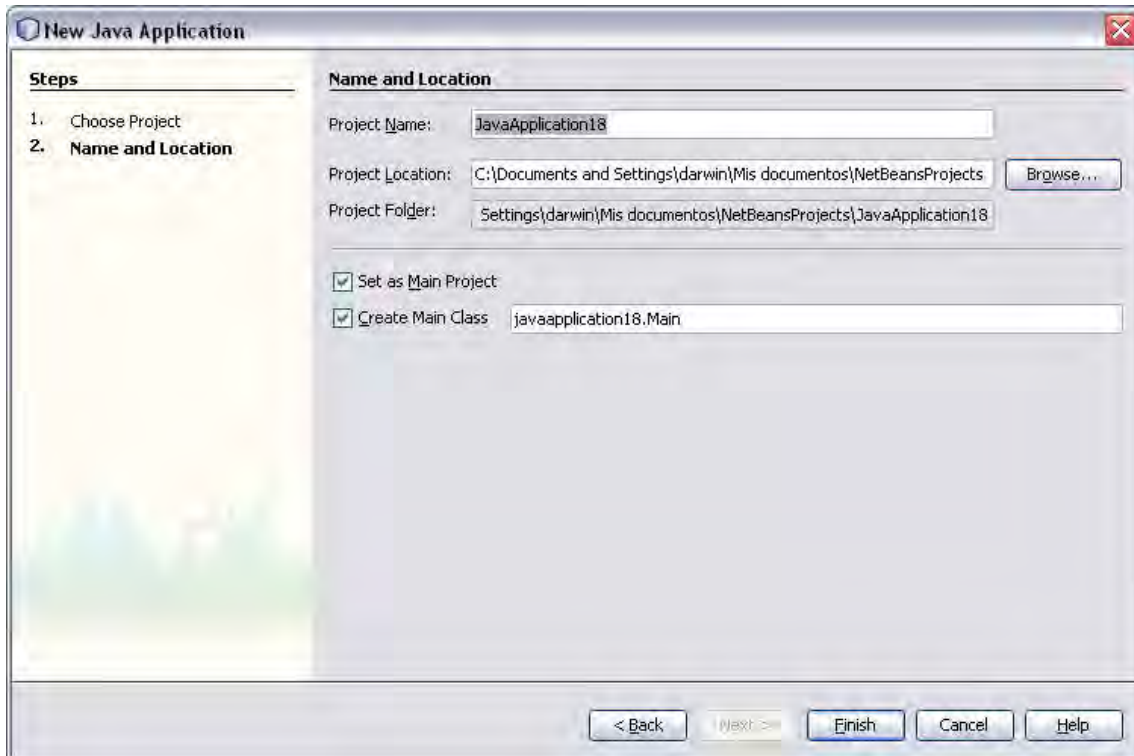 New Java Application
Steps
1. Choose Project
2. Name and Location
Name and Location
Project Name: JavaApplication18
Project Location: C:\Documents and Settings\darwin\Mis documentos\NetBeansProjects Browse...
Project Folder: Settings\darwin\Mis documentos\NetBeansProjects\JavaApplication18
Set as Main Project
Create Main Class javaapplication18.Main
< Back Next > Finish Cancel Help